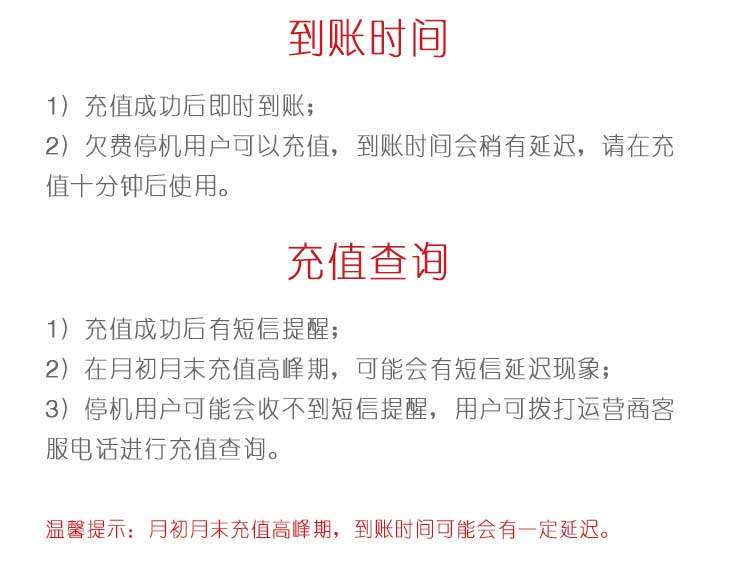 到账时间
1）充值成功后即时到账；
2）欠费停机用户可以充值，到账时间会稍有延迟，请在充
值十分钟后使用。
充值查询
1）充值成功后有短信提醒；
2）在月初月末充值高峰期，可能会有短信延迟现象；
3）停机用户可能会收不到短信提醒，用户可拨打运营商客
服电话进行充值查询。
温馨提示：月初月末充值高峰期，到账时间可能会有一定延迟。